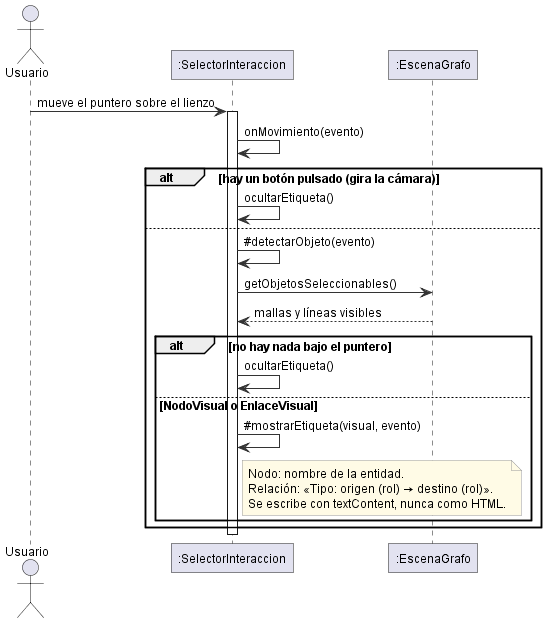 Usuario
:SelectorInteraccion
:EscenaGrafo
mueve el puntero sobre el lienzo
onMovimiento(evento)
alt
[hay un botón pulsado (gira la cámara)]
ocultarEtiqueta()
#detectarObjeto(evento)
getObjetosSeleccionables()
mallas y líneas visibles
alt
[no hay nada bajo el puntero]
ocultarEtiqueta()
[NodoVisual o EnlaceVisual]
#mostrarEtiqueta(visual, evento)
Nodo: nombre de la entidad.
Relación: «Tipo: origen (rol) → destino (rol)».
Se escribe con textContent, nunca como HTML.
Usuario
:SelectorInteraccion
:EscenaGrafo